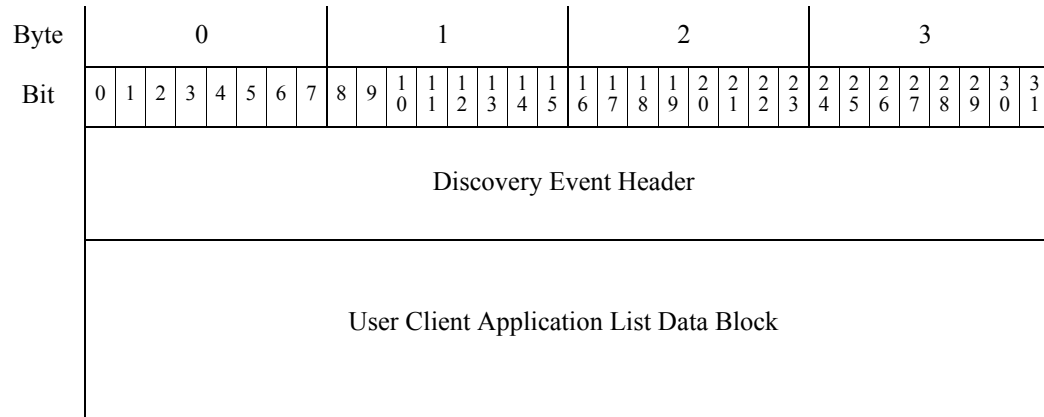 Byte 0 1 2 3
Bit 0 1 2 3 4 5 6 7 8 9 10 11 12 13 14 15 16 17 18 19 20 21 22 23 24 25 26 27 28 29 30 31
Discovery Event Header
User Client Application List Data Block